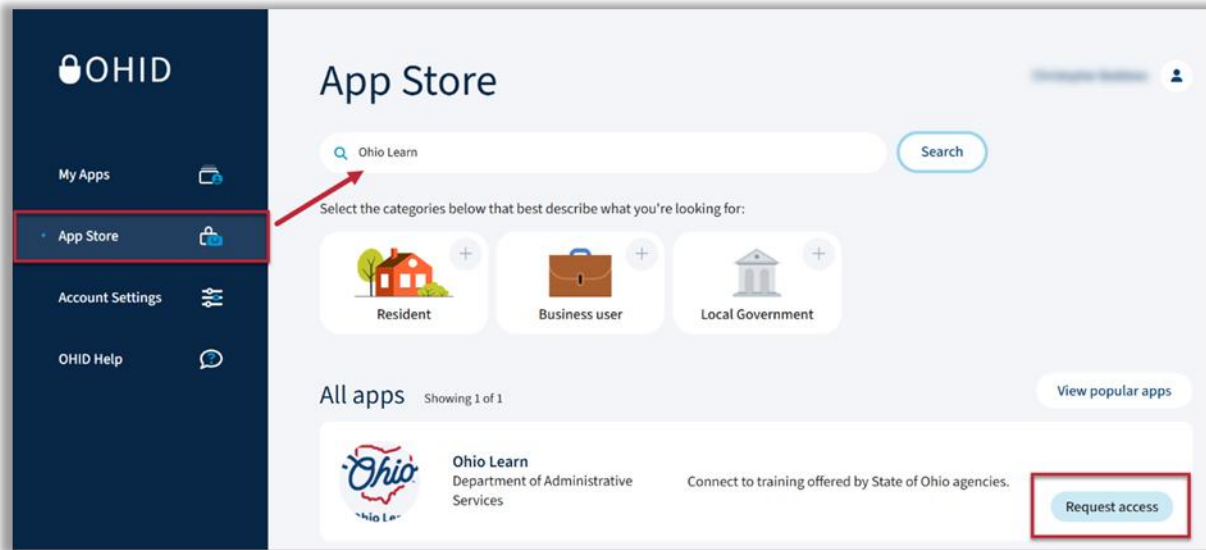 OHID
My Apps
App Store
Account Settings
OHID Help
App Store
Ohio Learn
Search
Select the categories below that best describe what you're looking for:
Resident
Business user
Local Government
All apps
Showing 1 of 1
View popular apps
Ohio
hio Le
Ohio Learn
Department of Administrative
Services
Connect to training offered by State of Ohio agencies.
Request access